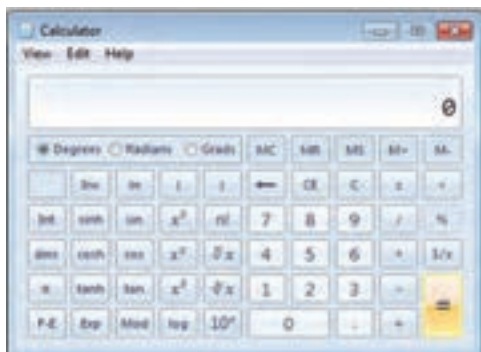 Calculator
View Edit Help
0
Degrees Radians Grads MC MR MS M+ M-
Inv ln ( ) ← CE C ±
Int sinh sin x² n! 7 8 9 / %
dms cosh cos 4 5 6 * 1/x
π tanh tan x³ 1 2 3 - =
F-E Exp Mod log 10ˣ 0 . +